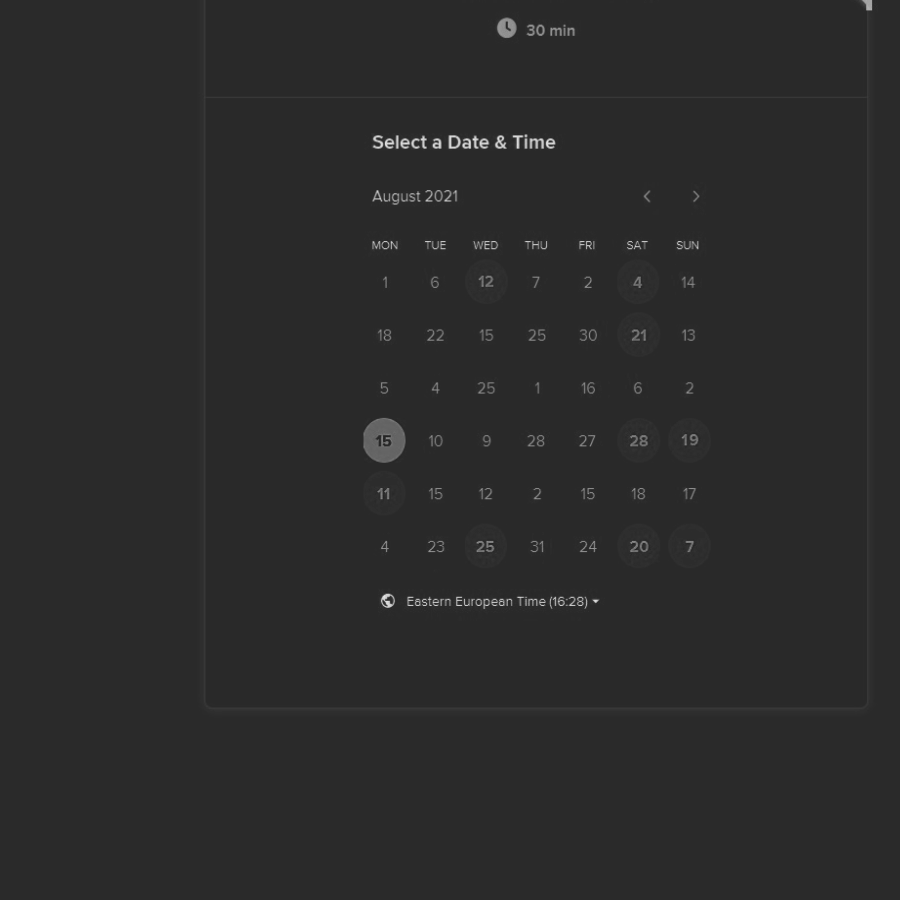 30 min
Select a Date & Time
August 2021
MON TUE WED THU FRI SAT SUN
1 6 12 7 2 4 14
18 22 15 25 30 21 13
5 4 25 1 16 6 2
15 10 9 28 27 28 19
11 15 12 2 15 18 17
4 23 25 31 24 20 7
Eastern European Time (16:28)